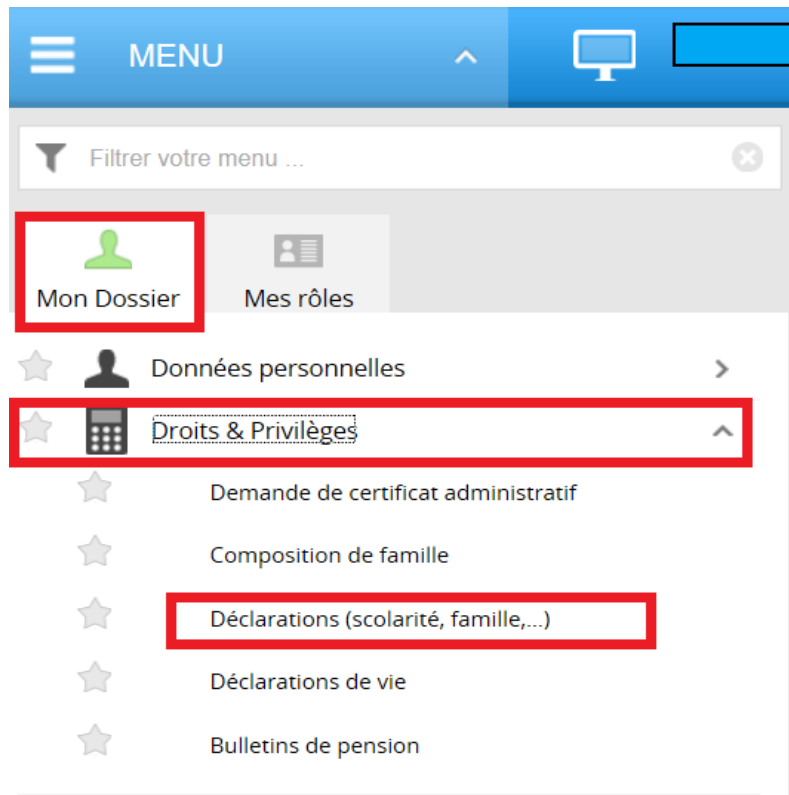 MENU
Filtrer votre menu ...
Mon Dossier
Mes rôles
Données personnelles
Droits & Privilèges
Demande de certificat administratif
Composition de famille
Déclarations (scolarité, famille,...)
Déclarations de vie
Bulletins de pension